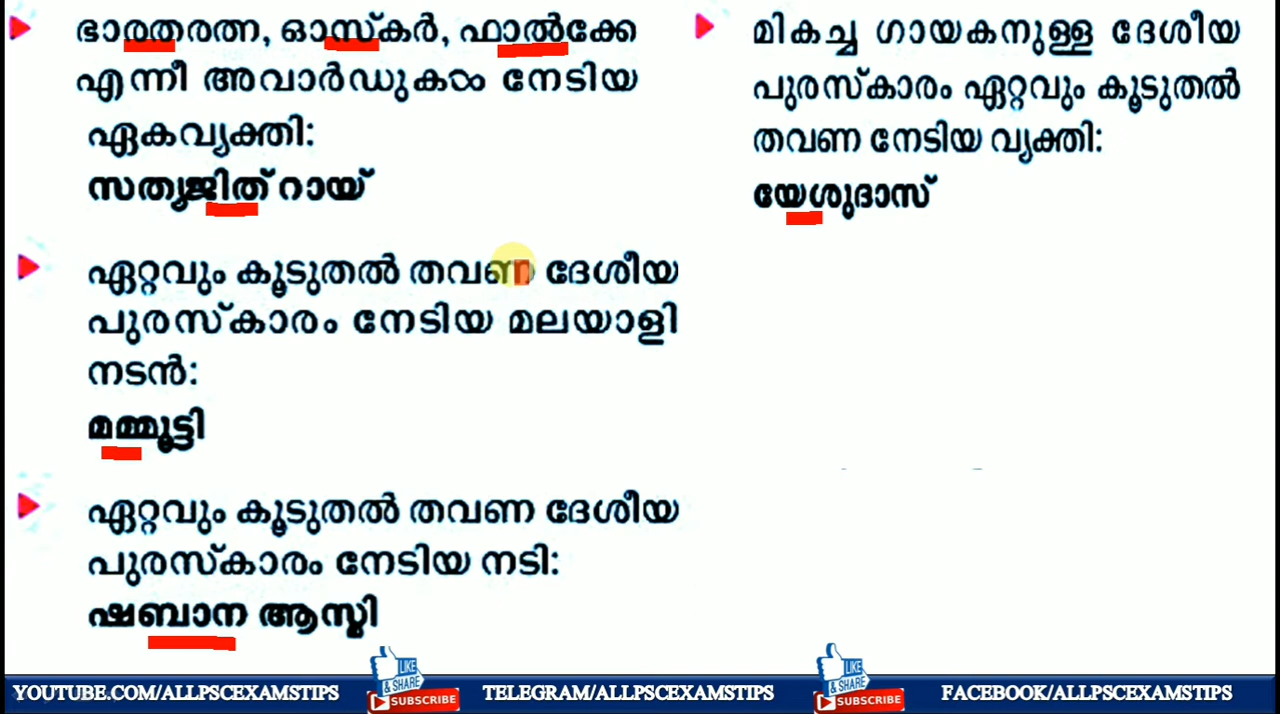 ഭാരതരത്ന, ഓസ്കർ, ഫാൽക്കേ
എന്നീ അവാർഡുകൾ നേടിയ
ഏകവ്യക്തി:
സത്യജിത് റായ്
ഏറ്റവും കൂടുതൽ തവണ ദേശീയ
പുരസ്കാരം നേടിയ മലയാളി
നടൻ:
മമ്മൂട്ടി
ഏറ്റവും കൂടുതൽ തവണ ദേശീയ
പുരസ്കാരം നേടിയ നടി:
ഷബാന ആസ്മി
മികച്ച ഗായകനുള്ള ദേശീയ
പുരസ്കാരം ഏറ്റവും കൂടുതൽ
തവണ നേടിയ വ്യക്തി:
യേശുദാസ്
YOUTUBE.COM/ALLPSCEXAMSTIPS
LIKE
& SHARE
SUBSCRIBE
TELEGRAM/ALLPSCEXAMSTIPS
LIKE
& SHARE
SUBSCRIBE
FACEBOOK/ALLPSCEXAMSTIPS